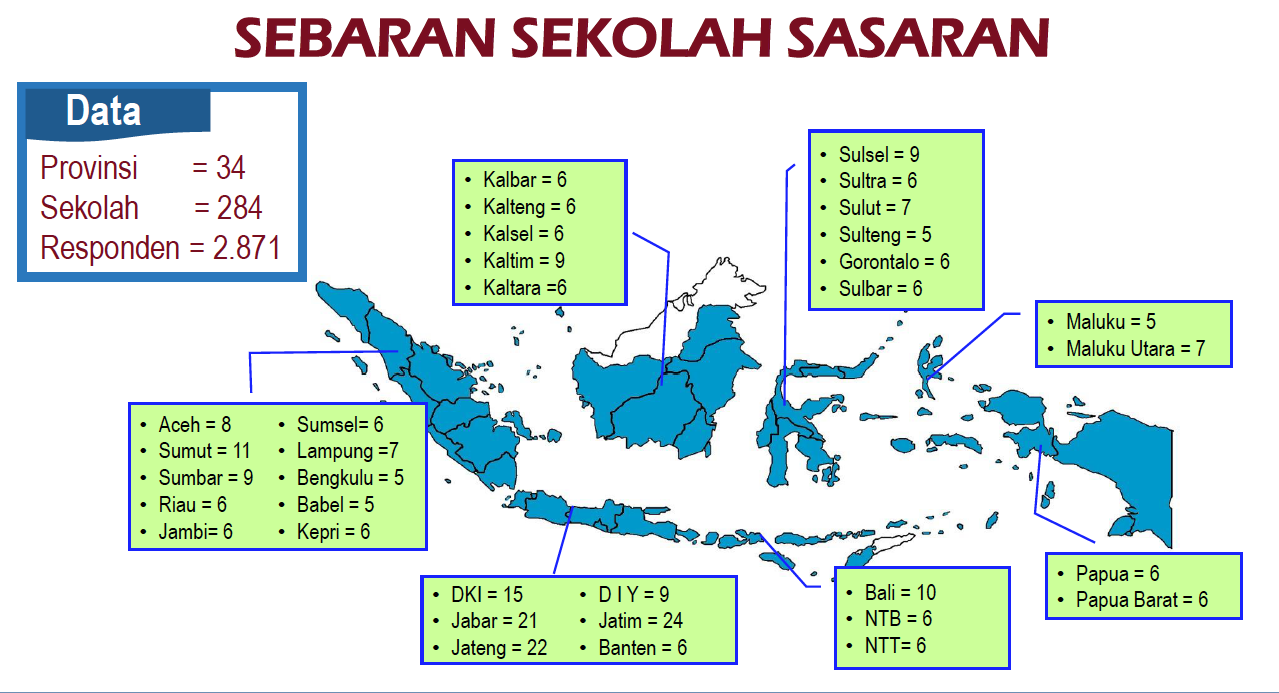 SEBARAN SEKOLAH SASARAN
Data
Provinsi = 34
Sekolah = 284
Responden = 2.871
• Kalbar = 6
• Kalteng = 6
• Kalsel = 6
• Kaltim = 9
• Kaltara =6
• Sulsel = 9
• Sultra = 6
• Sulut = 7
• Sulteng = 5
• Gorontalo = 6
• Sulbar = 6
• Maluku = 5
• Maluku Utara = 7
• Aceh = 8
• Sumut = 11
• Sumbar = 9
• Riau = 6
• Jambi= 6
• Sumsel= 6
• Lampung =7
• Bengkulu = 5
• Babel = 5
• Kepri = 6
• DKI = 15
• Jabar = 21
• Jateng = 22
• D I Y = 9
• Jatim = 24
• Banten = 6
• Bali = 10
• NTB = 6
• NTT= 6
• Papua = 6
• Papua Barat = 6